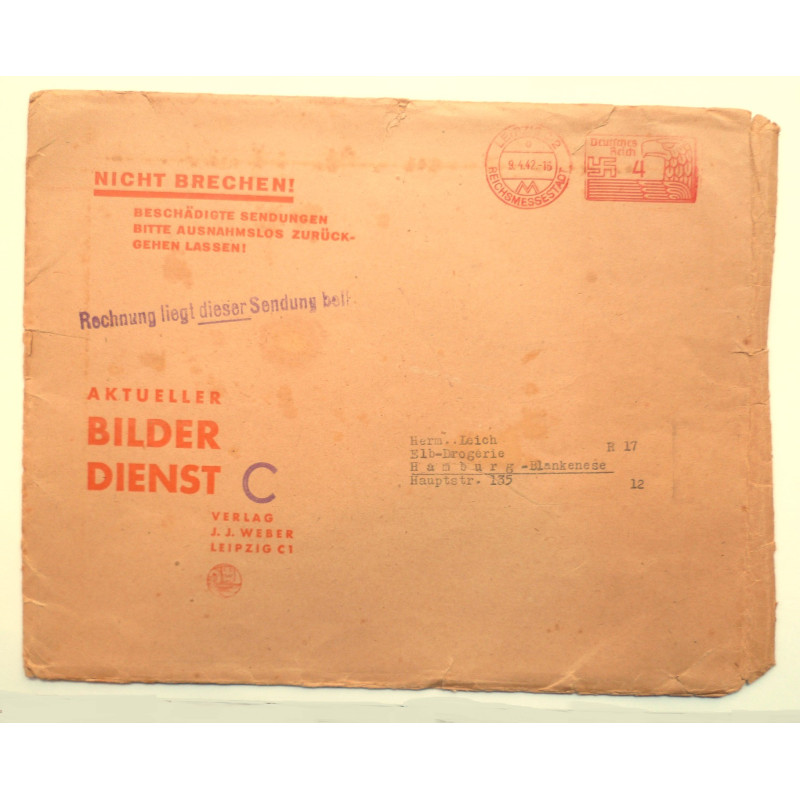 NICHT BRECHEN!
BESCHÄDIGTE SENDUNGEN
BITTE AUSNAHMSLOS ZURÜCK-
GEHEN LASSEN!
9.4.42.-16
REICHSMESSESTADT
Deutsches
Reich
4
Rechnung liegt dieser Sendung bei!
AKTUELLER
BILDER
DIENST C
VERLAG
J. J. WEBER
LEIPZIG C1
Herm. Leich R 17
Elb-Drogerie
Hamburg-Blankenese
Hauptstr. 135 12